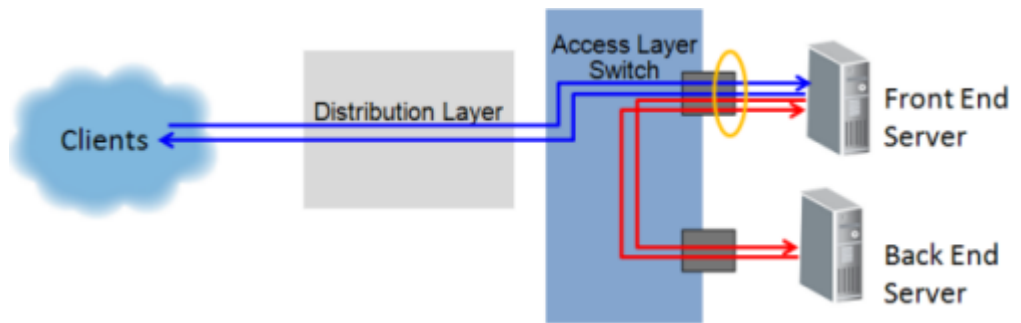 Clients
Distribution Layer
Access Layer
Switch
Front End
Server
Back End
Server